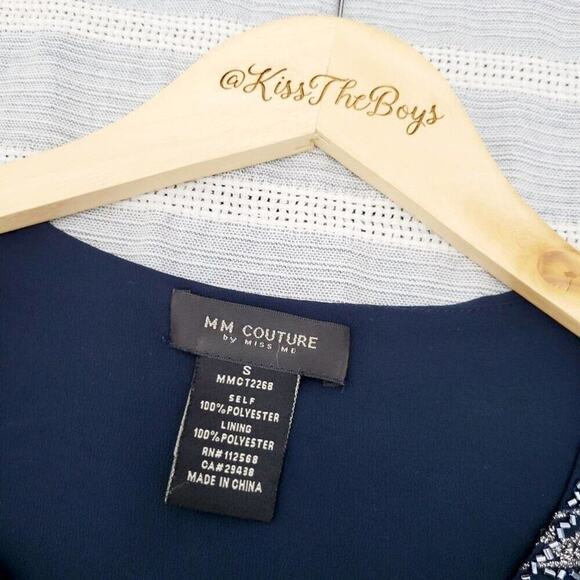 @KissTheBoys
MM COUTURE
by MISS ME
S
MMCT2268
SELF
100%POLYESTER
LINING
100%POLYESTER
RN#112568
CA#29438
MADE IN CHINA